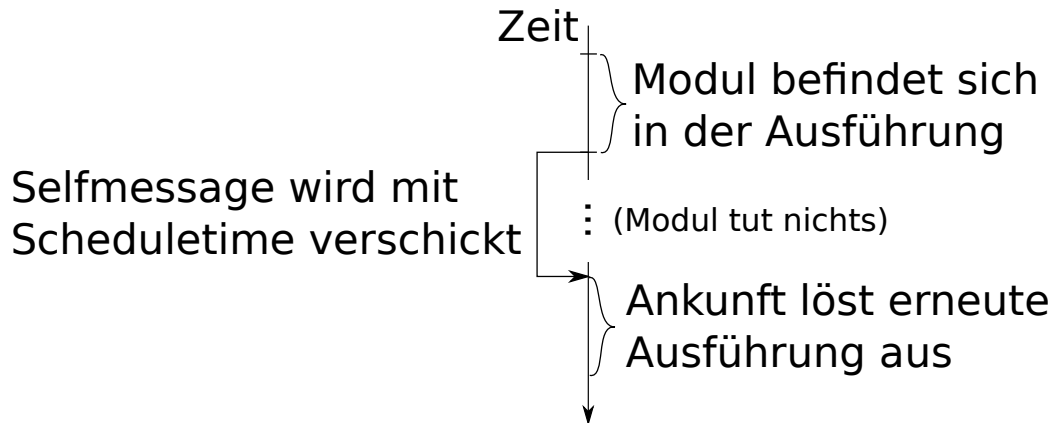 Zeit
Modul befindet sich
in der Ausführung
Selfmessage wird mit
Scheduletime verschickt
(Modul tut nichts)
Ankunft löst erneute
Ausführung aus